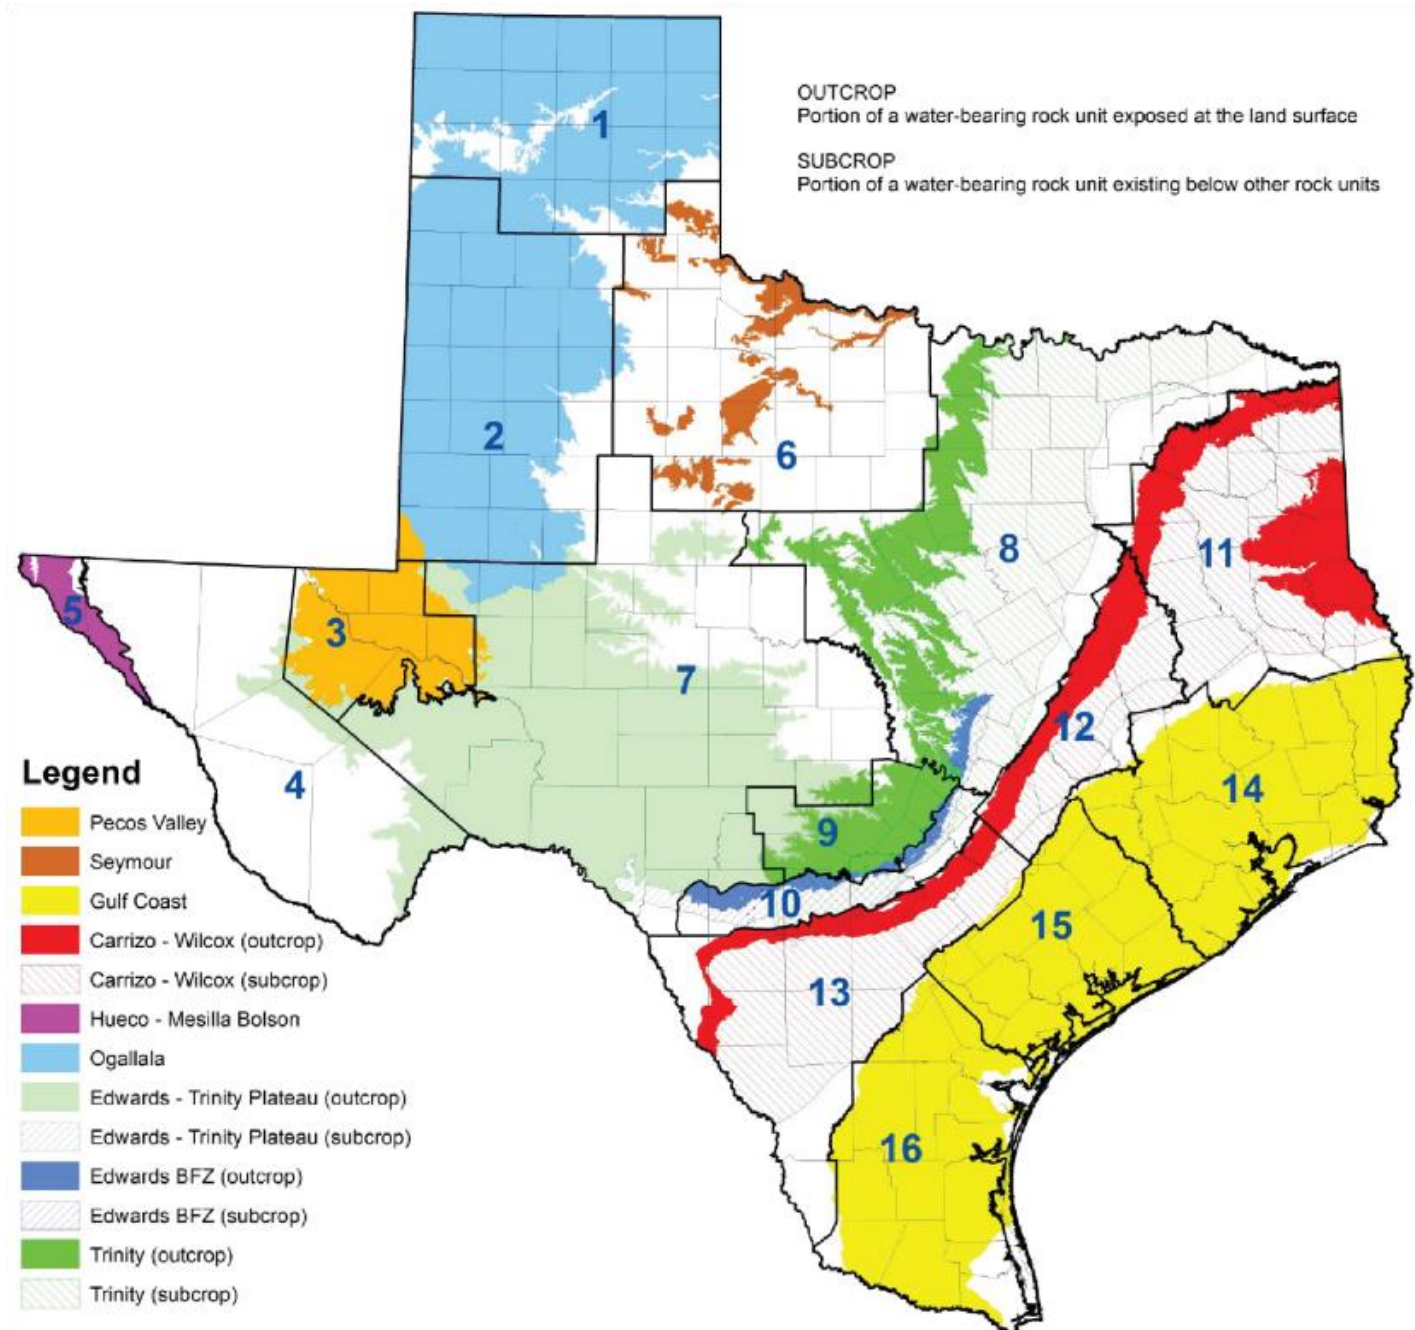 OUTCROP
Portion of a water-bearing rock unit exposed at the land surface
SUBCROP
Portion of a water-bearing rock unit existing below other rock units
1
2
6
8
11
5
3
7
12
4
14
9
10
15
13
16
Legend
Pecos Valley
Seymour
Gulf Coast
Carrizo - Wilcox (outcrop)
Carrizo - Wilcox (subcrop)
Hueco - Mesilla Bolson
Ogallala
Edwards - Trinity Plateau (outcrop)
Edwards - Trinity Plateau (subcrop)
Edwards BFZ (outcrop)
Edwards BFZ (subcrop)
Trinity (outcrop)
Trinity (subcrop)